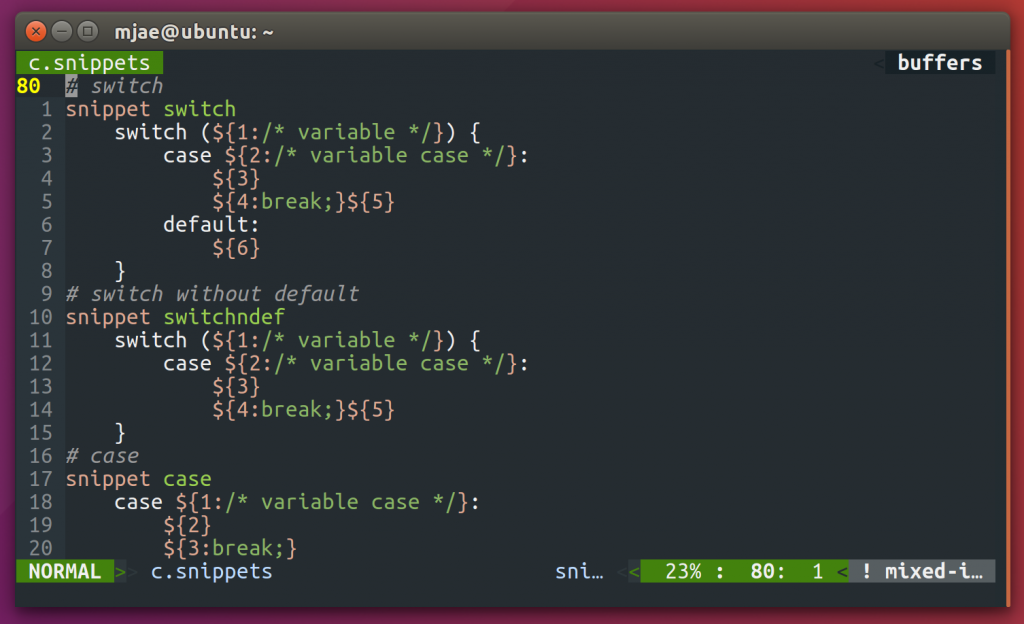 mjae@ubuntu: ~
c.snippets < buffers
80 # switch
1 snippet switch
2     switch (${1:/* variable */}) {
3         case ${2:/* variable case */}:
4             ${3}
5             ${4:break;}${5}
6         default:
7             ${6}
8     }
9 # switch without default
10 snippet switchndef
11     switch (${1:/* variable */}) {
12         case ${2:/* variable case */}:
13             ${3}
14             ${4:break;}${5}
15     }
16 # case
17 snippet case
18     case ${1:/* variable case */}:
19         ${2}
20         ${3:break;}
NORMAL >> c.snippets sni… << 23% : 80: 1 < ! mixed-i…